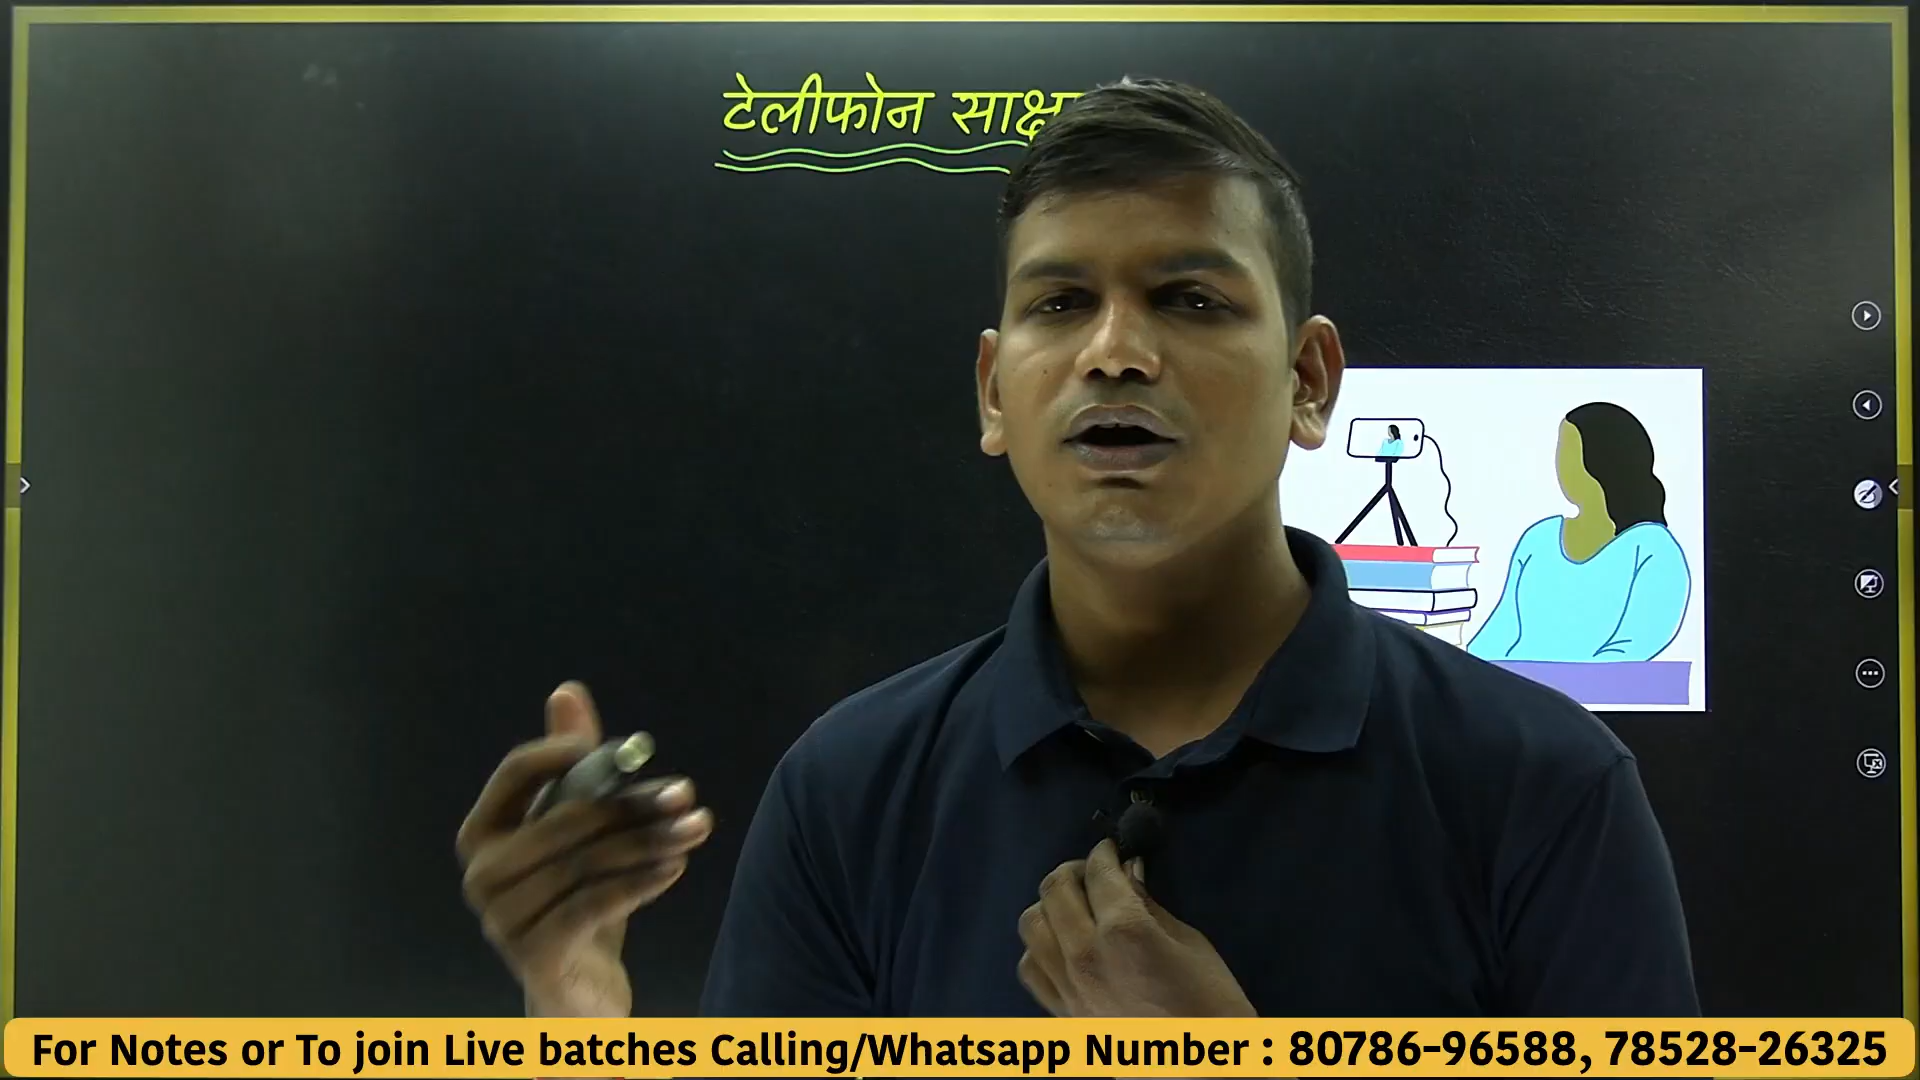 टेलीफोन
For Notes or To join Live batches Calling/Whatsapp Number : 80786-96588, 78528-26325